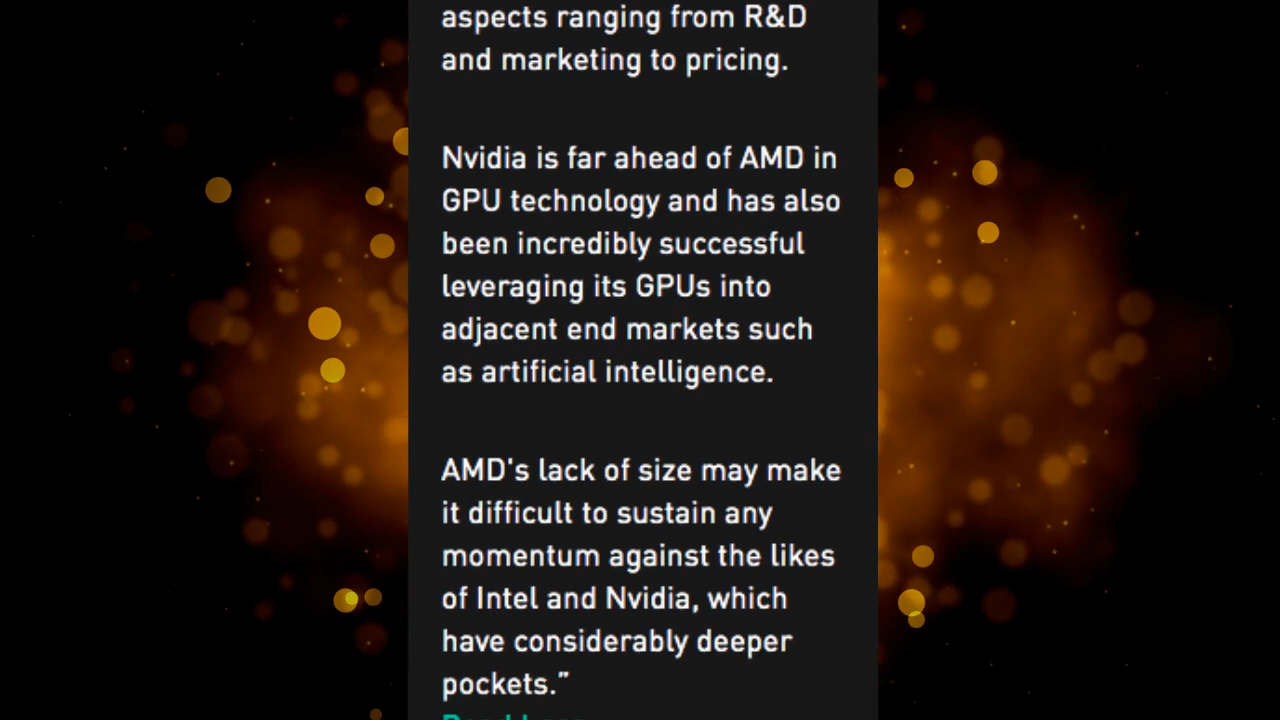 aspects ranging from R&D
and marketing to pricing.
Nvidia is far ahead of AMD in
GPU technology and has also
been incredibly successful
leveraging its GPUs into
adjacent end markets such
as artificial intelligence.
AMD's lack of size may make
it difficult to sustain any
momentum against the likes
of Intel and Nvidia, which
have considerably deeper
pockets.”